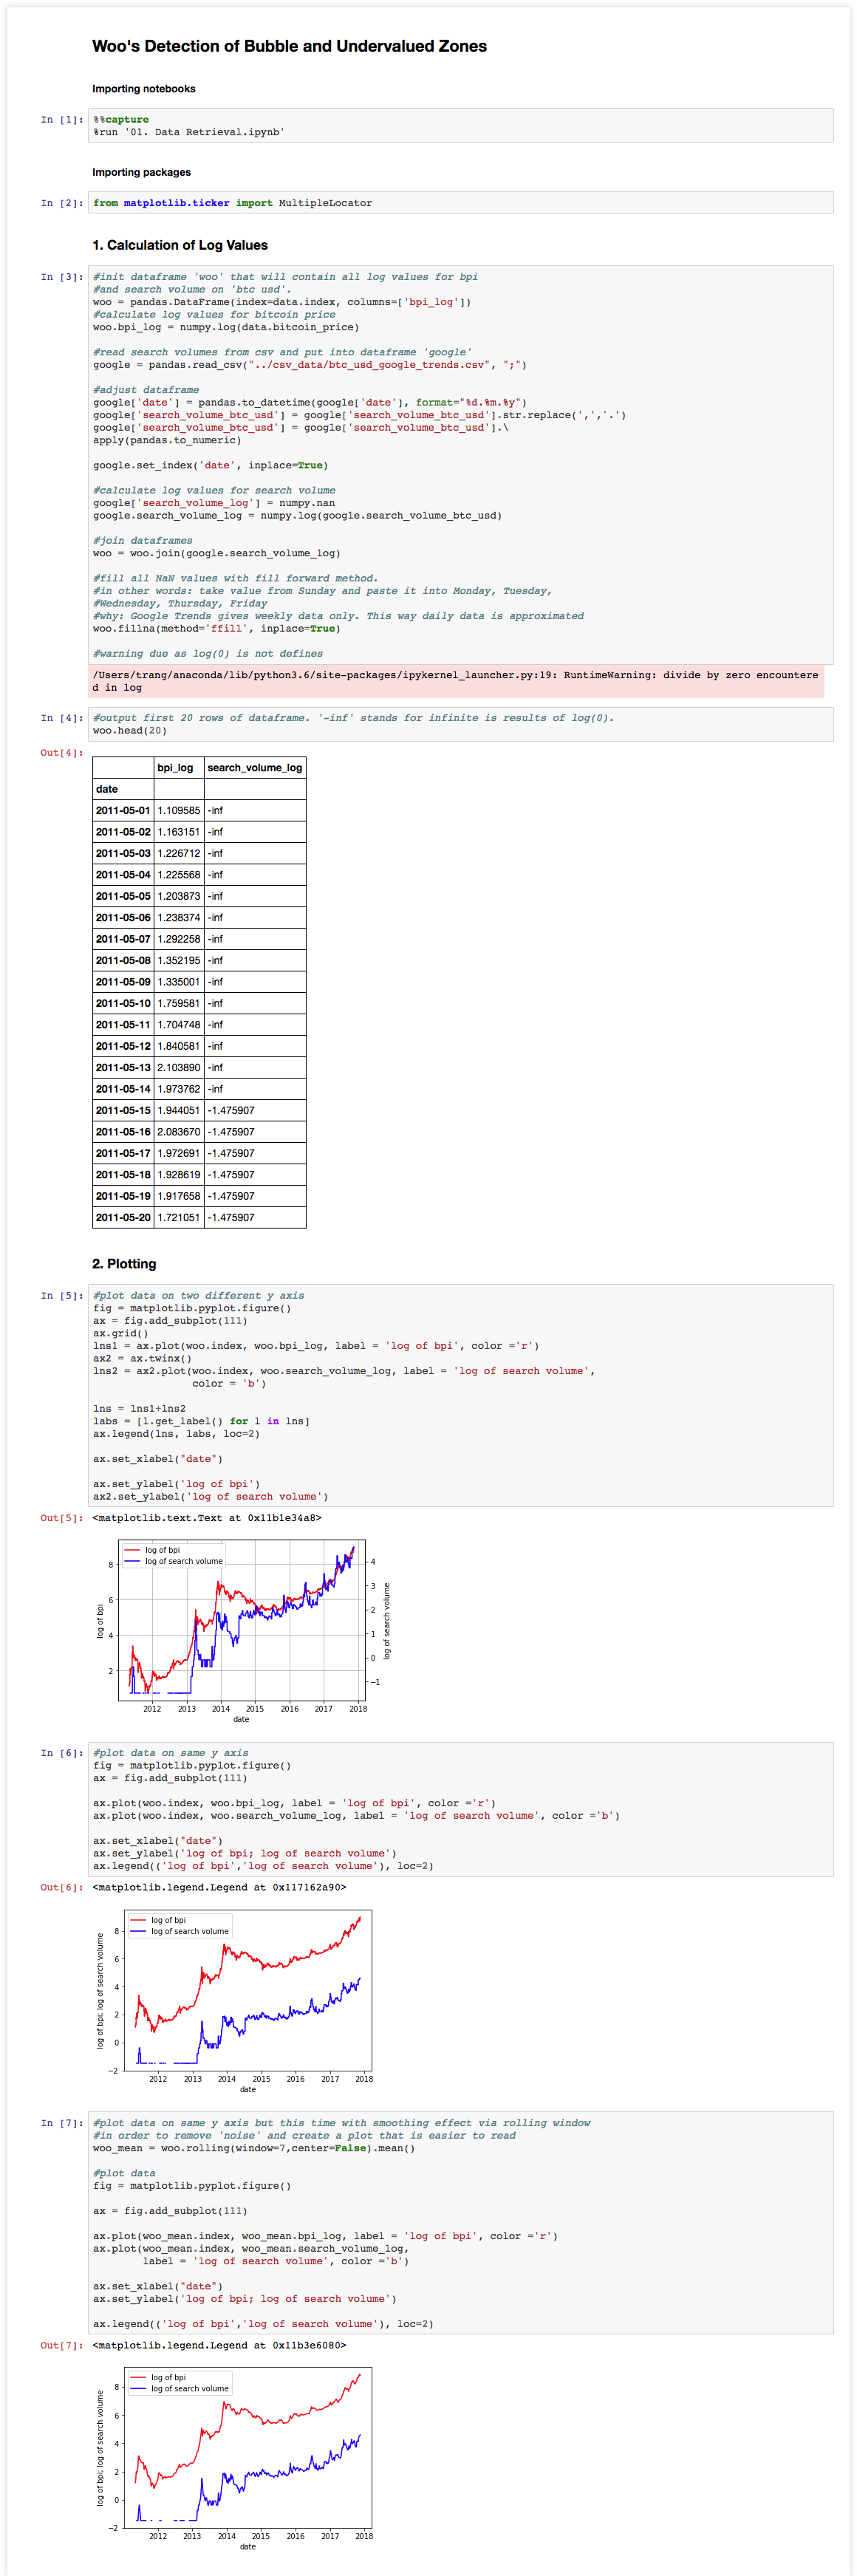 Woo's Detection of Bubble and Undervalued Zones
Importing notebooks
In [1]: %%capture
%run '01. Data Retrieval.ipynb'
Importing packages
In [2]: from matplotlib.ticker import MultipleLocator
1. Calculation of Log Values
In [3]: #init dataframe 'woo' that will contain all log values for bpi
#and search volume on 'btc usd'.
woo = pandas.DataFrame(index=data.index, columns=['bpi_log'])
#calculate log values for bitcoin price
woo.bpi_log = numpy.log(data.bitcoin_price)
#read search volumes from csv and put into dataframe 'google'
google = pandas.read_csv("../csv_data/btc_usd_google_trends.csv", ";")
#adjust dataframe
google['date'] = pandas.to_datetime(google['date'], format="%d.%m.%y")
google['search_volume_btc_usd'] = google['search_volume_btc_usd'].str.replace(',','.')
google['search_volume_btc_usd'] = google['search_volume_btc_usd'].\
apply(pandas.to_numeric)
google.set_index('date', inplace=True)
#calculate log values for search volume
google['search_volume_log'] = numpy.nan
google.search_volume_log = numpy.log(google.search_volume_btc_usd)
#join dataframes
woo = woo.join(google.search_volume_log)
#fill all NaN values with fill forward method.
#in other words: take value from Sunday and paste it into Monday, Tuesday,
#Wednesday, Thursday, Friday
#why: Google Trends gives weekly data only. This way daily data is approximated
woo.fillna(method='ffill', inplace=True)
#warning due as log(0) is not defines
/Users/trang/anaconda/lib/python3.6/site-packages/ipykernel_launcher.py:19: RuntimeWarning: divide by zero encountere
d in log
In [4]: #output first 20 rows of dataframe. '-inf' stands for infinite is results of log(0).
woo.head(20)
Out[4]:
bpi_log search_volume_log
date
2011-05-01 1.109585 -inf
2011-05-02 1.163151 -inf
2011-05-03 1.226712 -inf
2011-05-04 1.225568 -inf
2011-05-05 1.203873 -inf
2011-05-06 1.238374 -inf
2011-05-07 1.292258 -inf
2011-05-08 1.352195 -inf
2011-05-09 1.335001 -inf
2011-05-10 1.759581 -inf
2011-05-11 1.704748 -inf
2011-05-12 1.840581 -inf
2011-05-13 2.103890 -inf
2011-05-14 1.973762 -inf
2011-05-15 1.944051 -1.475907
2011-05-16 2.083670 -1.475907
2011-05-17 1.972691 -1.475907
2011-05-18 1.928619 -1.475907
2011-05-19 1.917658 -1.475907
2011-05-20 1.721051 -1.475907
2. Plotting
In [5]: #plot data on two different y axis
fig = matplotlib.pyplot.figure()
ax = fig.add_subplot(111)
ax.grid()
lns1 = ax.plot(woo.index, woo.bpi_log, label = 'log of bpi', color ='r')
ax2 = ax.twinx()
lns2 = ax2.plot(woo.index, woo.search_volume_log, label = 'log of search volume',
color = 'b')
lns = lns1+lns2
labs = [l.get_label() for l in lns]
ax.legend(lns, labs, loc=2)
ax.set_xlabel("date")
ax.set_ylabel('log of bpi')
ax2.set_ylabel('log of search volume')
Out[5]: <matplotlib.text.Text at 0x11b1e34a8>
log of bpi
log of search volume
8
6
4
2
log of bpi
4
3
2
1
0
−1
log of search volume
2012 2013 2014 2015 2016 2017 2018
date
In [6]: #plot data on same y axis
fig = matplotlib.pyplot.figure()
ax = fig.add_subplot(111)
ax.plot(woo.index, woo.bpi_log, label = 'log of bpi', color ='r')
ax.plot(woo.index, woo.search_volume_log, label = 'log of search volume', color ='b')
ax.set_xlabel("date")
ax.set_ylabel('log of bpi; log of search volume')
ax.legend(('log of bpi','log of search volume'), loc=2)
Out[6]: <matplotlib.legend.Legend at 0x117162a90>
log of bpi
log of search volume
8
6
4
2
0
−2
log of bpi; log of search volume
2012 2013 2014 2015 2016 2017 2018
date
In [7]: #plot data on same y axis but this time with smoothing effect via rolling window
#in order to remove 'noise' and create a plot that is easier to read
woo_mean = woo.rolling(window=7,center=False).mean()
#plot data
fig = matplotlib.pyplot.figure()
ax = fig.add_subplot(111)
ax.plot(woo_mean.index, woo_mean.bpi_log, label = 'log of bpi', color ='r')
ax.plot(woo_mean.index, woo_mean.search_volume_log,
label = 'log of search volume', color ='b')
ax.set_xlabel("date")
ax.set_ylabel('log of bpi; log of search volume')
ax.legend(('log of bpi','log of search volume'), loc=2)
Out[7]: <matplotlib.legend.Legend at 0x11b3e6080>
log of bpi
log of search volume
8
6
4
2
0
−2
log of bpi; log of search volume
2012 2013 2014 2015 2016 2017 2018
date